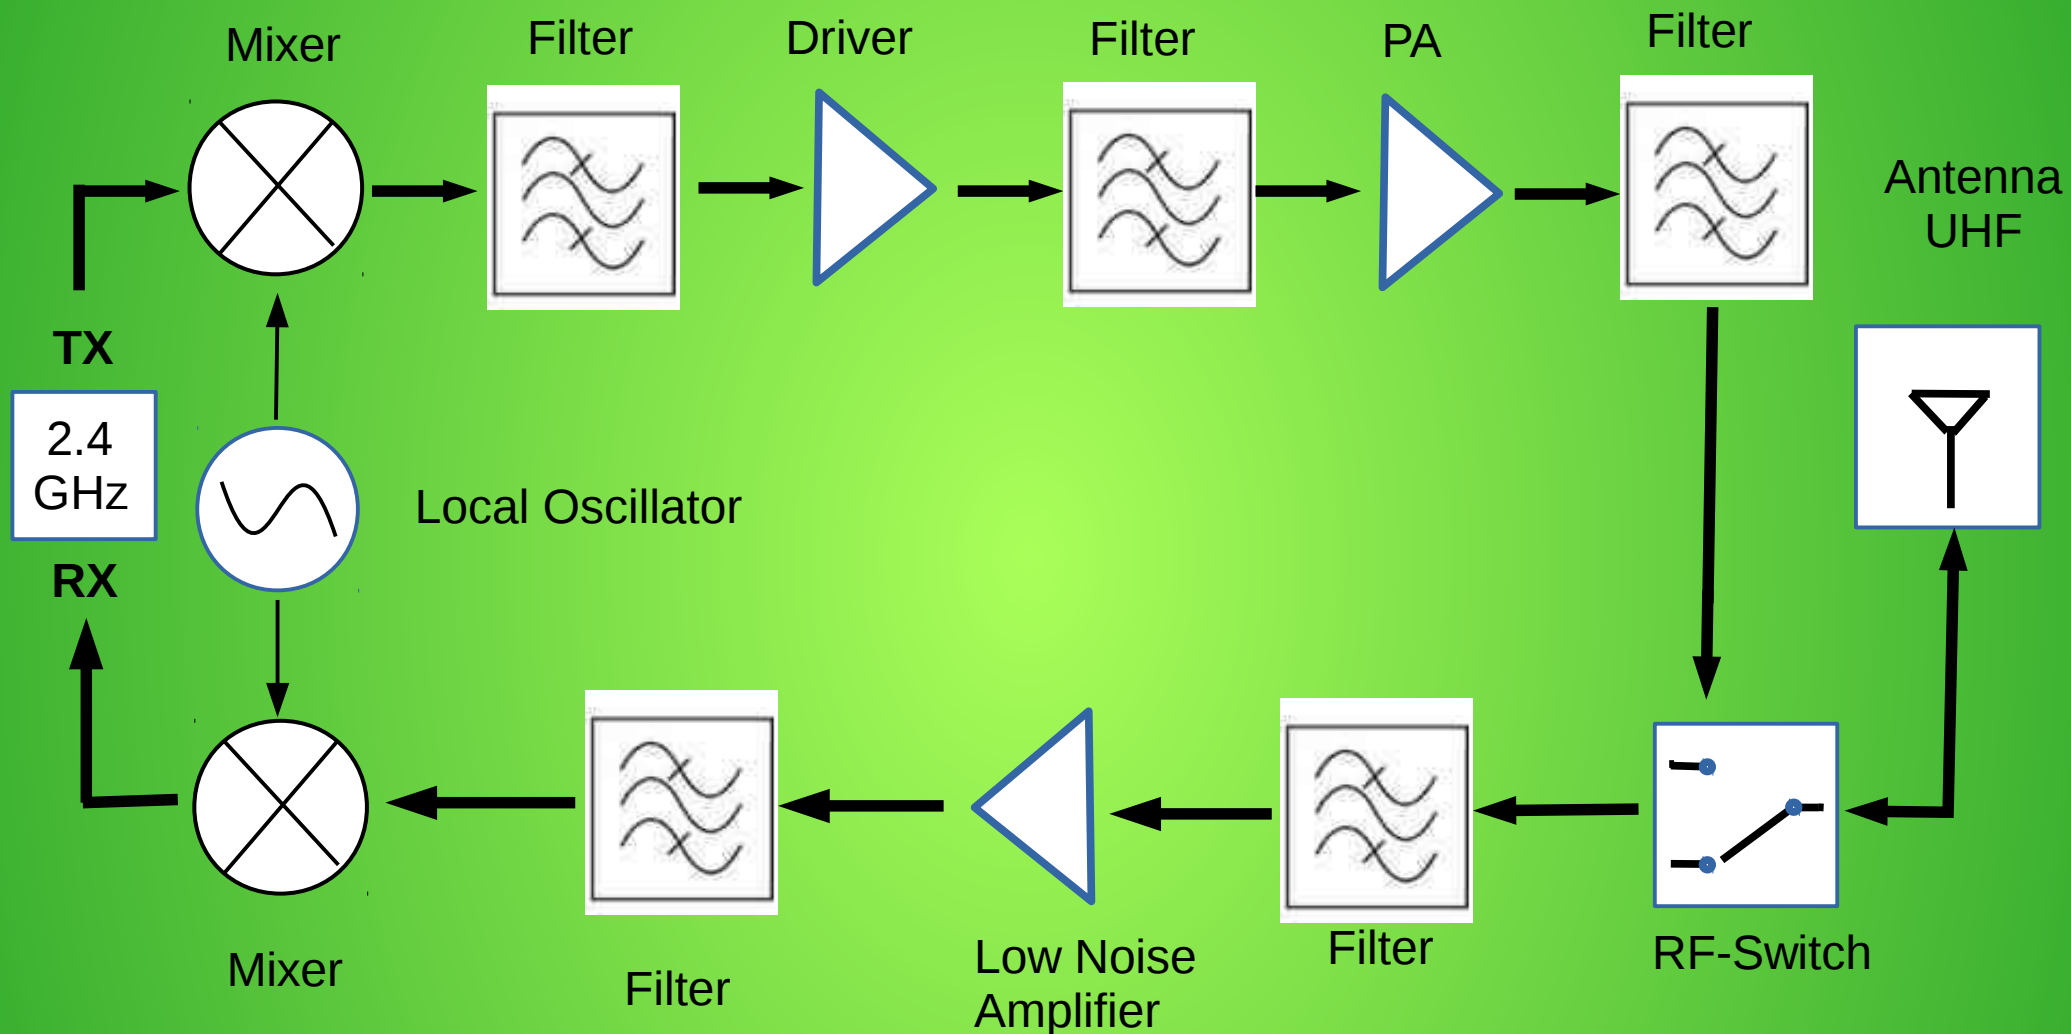 Mixer
Filter
Driver
Filter
PA
Filter
Antenna
UHF
TX
2.4
GHz
RX
Local Oscillator
Mixer
Filter
Low Noise
Amplifier
Filter
RF-Switch